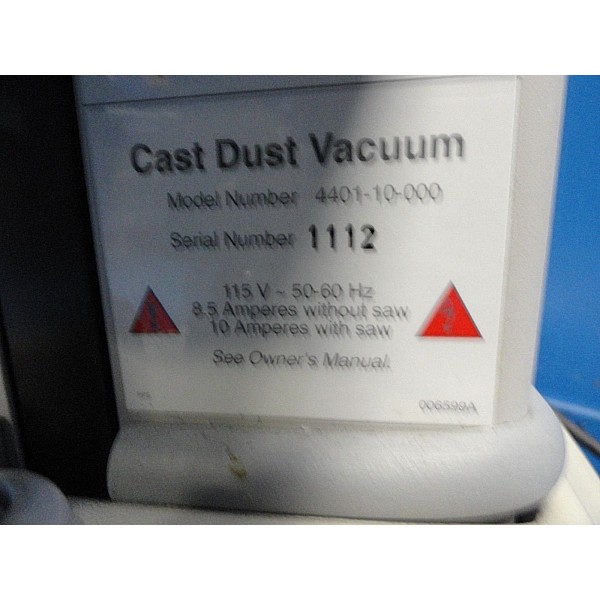 Cast Dust Vacuum
Model Number 4401-10-000
Serial Number 1112
115 V ~ 50-60 Hz
8.5 Amperes without saw
10 Amperes with saw
See Owner's Manual.
006599A